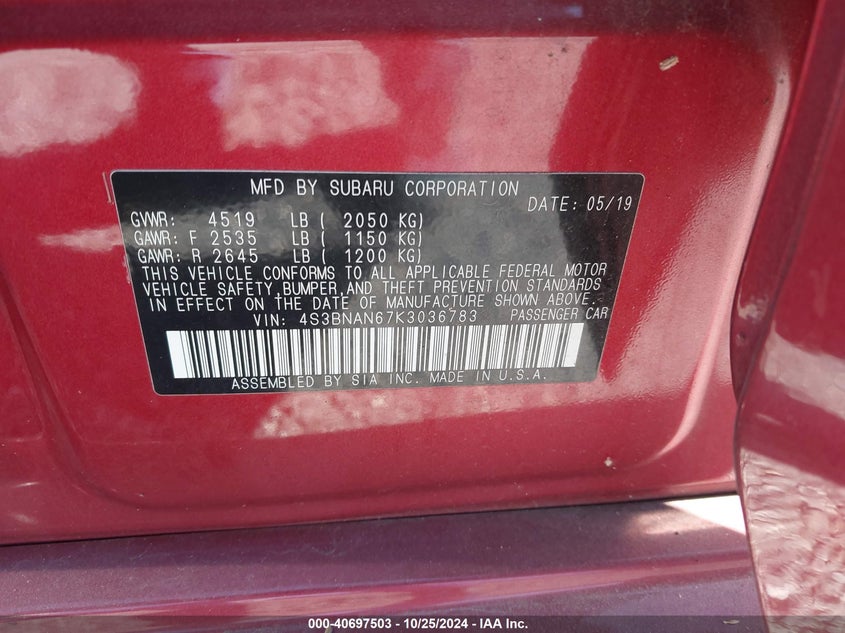 MFD BY SUBARU CORPORATION
DATE: 05/19
GVWR: 4519 LB ( 2050 KG)
GAWR: F 2535 LB ( 1150 KG)
GAWR: R 2645 LB ( 1200 KG)
THIS VEHICLE CONFORMS TO ALL APPLICABLE FEDERAL MOTOR
VEHICLE SAFETY, BUMPER, AND THEFT PREVENTION STANDARDS
IN EFFECT ON THE DATE OF MANUFACTURE SHOWN ABOVE.
VIN: 4S3BNAN67K3036783 PASSENGER CAR
ASSEMBLED BY SIA INC. MADE IN U.S.A.
000-40697503 - 10/25/2024 - IAA Inc.